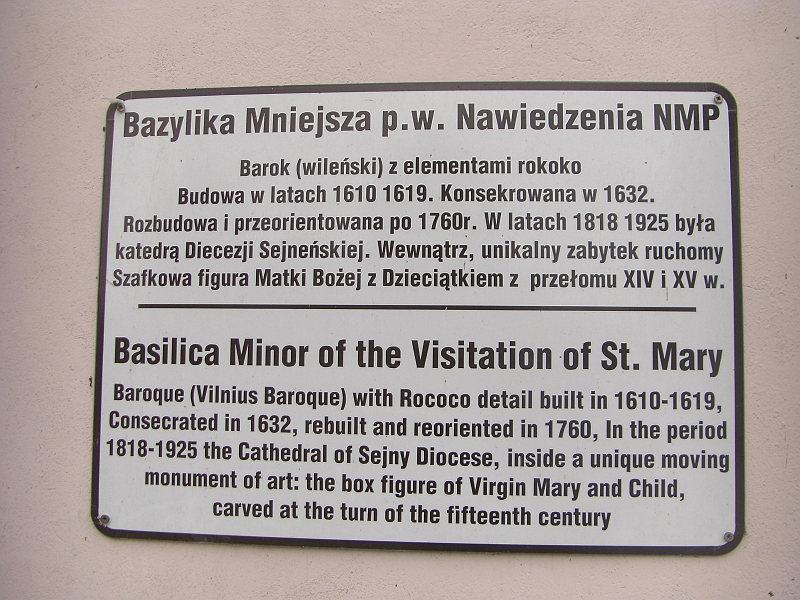 Bazylika Mniejsza p.w. Nawiedzenia NMP
Barok (wileński) z elementami rokoko
Budowa w latach 1610 1619. Konsekrowana w 1632.
Rozbudowa i przeorientowana po 1760r. W latach 1818 1925 była
katedrą Diecezji Sejneńskiej. Wewnątrz, unikalny zabytek ruchomy
Szafkowa figura Matki Bożej z Dzieciątkiem z przełomu XIV i XV w.
Basilica Minor of the Visitation of St. Mary
Baroque (Vilnius Baroque) with Rococo detail built in 1610-1619,
Consecrated in 1632, rebuilt and reoriented in 1760, In the period
1818-1925 the Cathedral of Sejny Diocese, inside a unique moving
monument of art: the box figure of Virgin Mary and Child,
carved at the turn of the fifteenth century